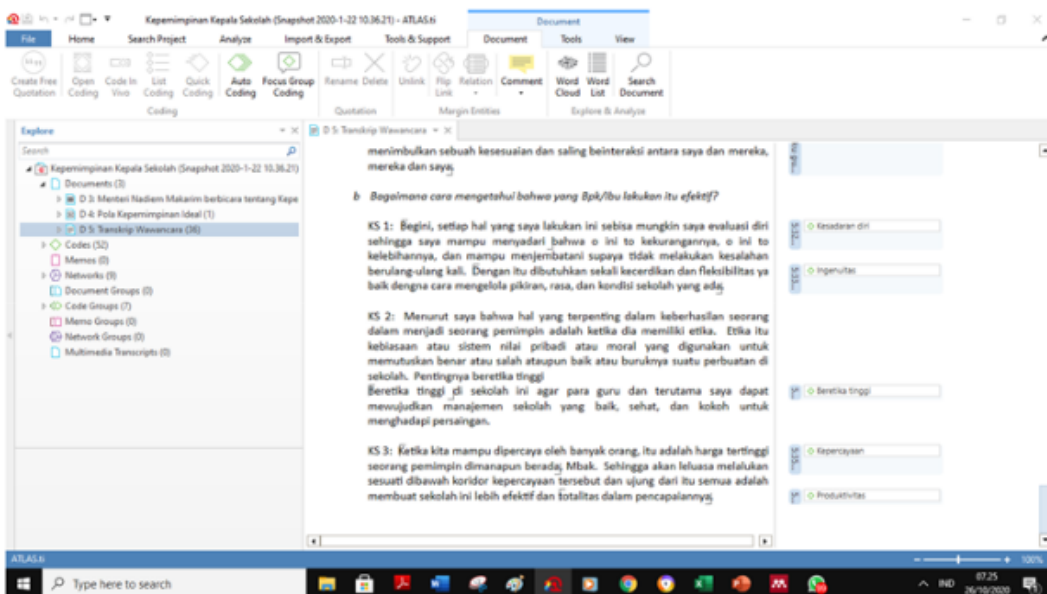 Kepemimpinan Kepala Sekolah (Snapshot 2020-1-22 10.36.21) - ATLAS.ti
Document
File Home Search Project Analyze Import & Export Tools & Support Document Tools View
Create Free Quotation
Open Coding
Code In Vivo
List Coding
Quick Coding
Auto Coding
Focus Group Coding
Rename
Delete
Unlink
Flip Link
Relation
Comment
Word Cloud
Word List
Search Document
Coding
Quotation
Margin Entities
Explore & Analyze
Explore
Search
Kepemimpinan Kepala Sekolah (Snapshot 2020-1-22 10.36.21)
Documents (3)
D 3: Menteri Nadiem Makarim berbicara tentang Kepe
D 4: Pola Kepemimpinan Ideal (1)
D 5: Transkrip Wawancara (36)
Codes (52)
Memos (0)
Networks (9)
Document Groups (0)
Code Groups (7)
Memo Groups (0)
Network Groups (0)
Multimedia Transcripts (0)
D 5: Transkrip Wawancara
menimbulkan sebuah kesesuaian dan saling beinteraksi antara saya dan mereka,
mereka dan saya.
b Bagaimana cara mengetahui bahwa yang Bpk/Ibu lakukan itu efektif?
KS 1: Begini, setiap hal yang saya lakukan ini sebisa mungkin saya evaluasi diri
sehingga saya mampu menyadari bahwa o ini to kekurangannya, o ini to
kelebihannya, dan mampu menjembatani supaya tidak melakukan kesalahan
berulang-ulang kali. Dengan itu dibutuhkan sekali kecerdikan dan fleksibilitas ya
baik dengna cara mengelola pikiran, rasa, dan kondisi sekolah yang ada.
KS 2: Menurut saya bahwa hal yang terpenting dalam keberhasilan seorang
dalam menjadi seorang pemimpin adalah ketika dia memiliki etika. Etika itu
kebiasaan atau sistem nilai pribadi atau moral yang digunakan untuk
memutuskan benar atau salah ataupun baik atau buruknya suatu perbuatan di
sekolah. Pentingnya beretika tinggi
Beretika tinggi di sekolah ini agar para guru dan terutama saya dapat
mewujudkan manajemen sekolah yang baik, sehat, dan kokoh untuk
menghadapi persaingan.
KS 3: Ketika kita mampu dipercaya oleh banyak orang, itu adalah harga tertinggi
seorang pemimpin dimanapun berada, Mbak. Sehingga akan leluasa melalukan
sesuati dibawah koridor kepercayaan tersebut dan ujung dari itu semua adalah
membuat sekolah ini lebih efektif dan totalitas dalam pencapaiannya.
5:32... Kesadaran diri
5:33... Ingenuitas
Beretika tinggi
5:35... Kepercayaan
Produktivitas
ATLAS.ti
100%
Type here to search
IND
07.25
26/10/2020